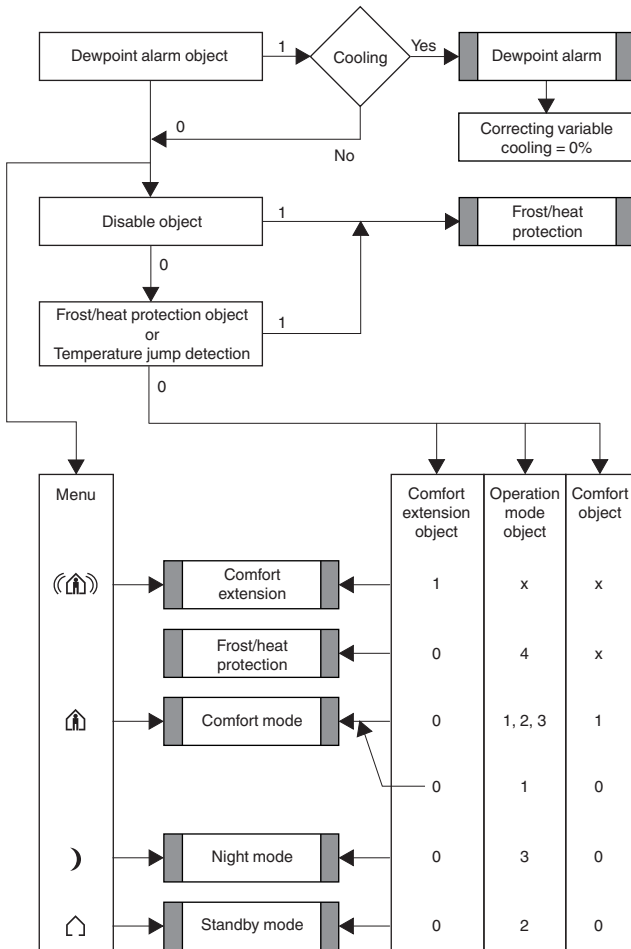 Dewpoint alarm object
1
Cooling
Yes
Dewpoint alarm
0
No
Correcting variable
cooling = 0%
Disable object
1
Frost/heat
protection
0
Frost/heat protection object
or
Temperature jump detection
1
0
Menu
Comfort
extension
object
Operation
mode
object
Comfort
object
Comfort
extension
1 x x
Frost/heat
protection
0 4 x
Comfort mode
0 1, 2, 3 1
0 1 0
Night mode
0 3 0
Standby mode
0 2 0